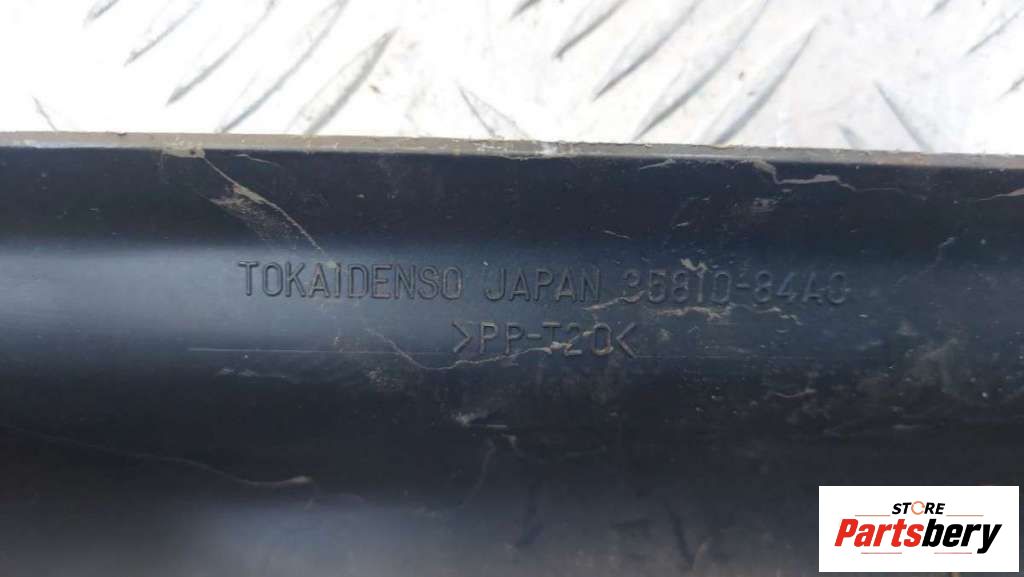 TOKAIDENSO JAPAN 35810-84A0
>PP-T20<
STORE
Partsbery